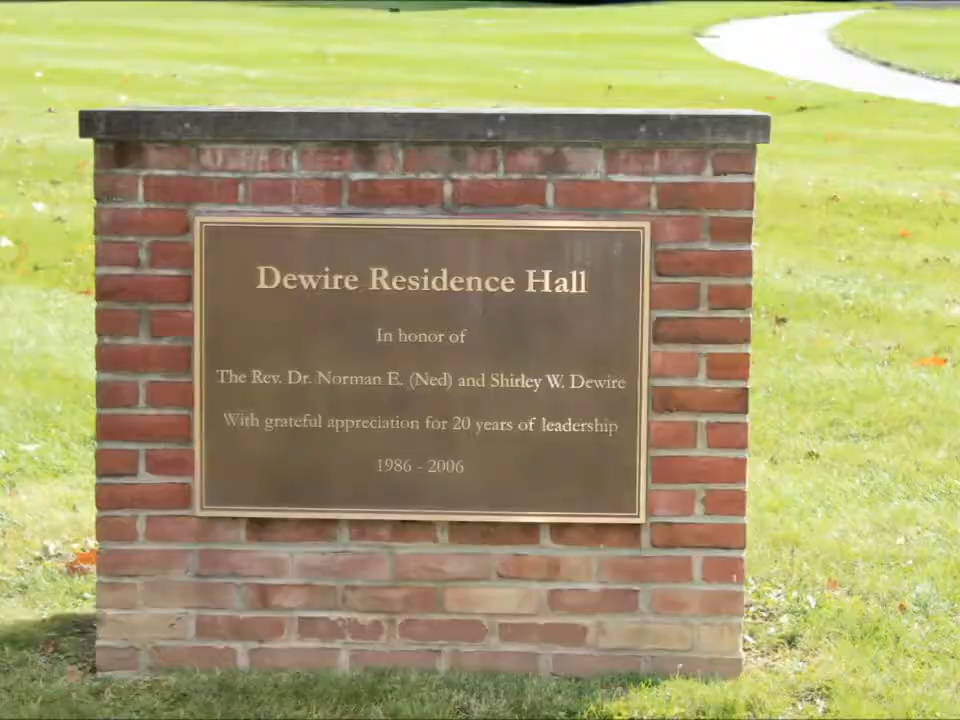 Dewire Residence Hall
In honor of
The Rev. Dr. Norman E. (Ned) and Shirley W. Dewire
With grateful appreciation for 20 years of leadership
1986 - 2006